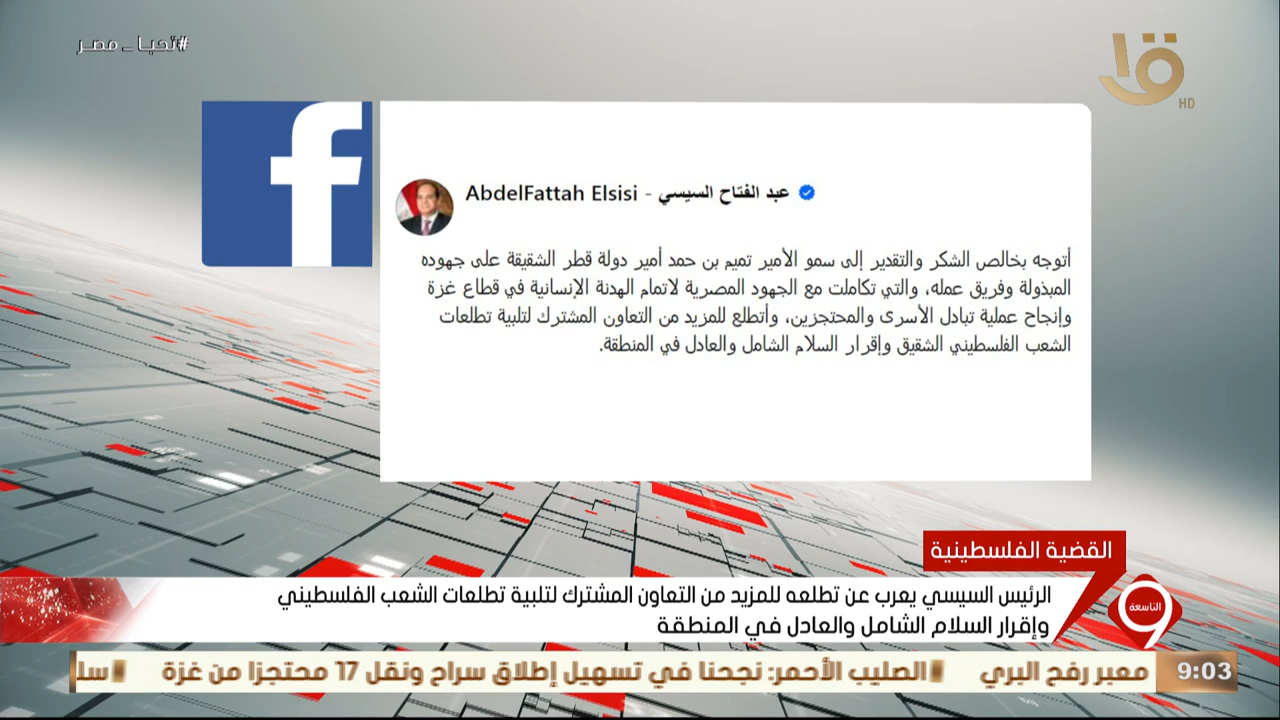 #تحيا_مصر
HD
AbdelFattah Elsisi - عبد الفتاح السيسي
أتوجه بخالص الشكر والتقدير إلى سمو الأمير تميم بن حمد أمير دولة قطر الشقيقة على جهوده
المبذولة وفريق عمله، والتي تكاملت مع الجهود المصرية لاتمام الهدنة الإنسانية في قطاع غزة
وإنجاح عملية تبادل الأسرى والمحتجزين، وأتطلع للمزيد من التعاون المشترك لتلبية تطلعات
الشعب الفلسطيني الشقيق وإقرار السلام الشامل والعادل في المنطقة.
القضية الفلسطينية
الرئيس السيسي يعرب عن تطلعه للمزيد من التعاون المشترك لتلبية تطلعات الشعب الفلسطيني
وإقرار السلام الشامل والعادل في المنطقة
التاسعة
9:03
معبر رفح البري الصليب الأحمر: نجحنا في تسهيل إطلاق سراح ونقل 17 محتجزا من غزة